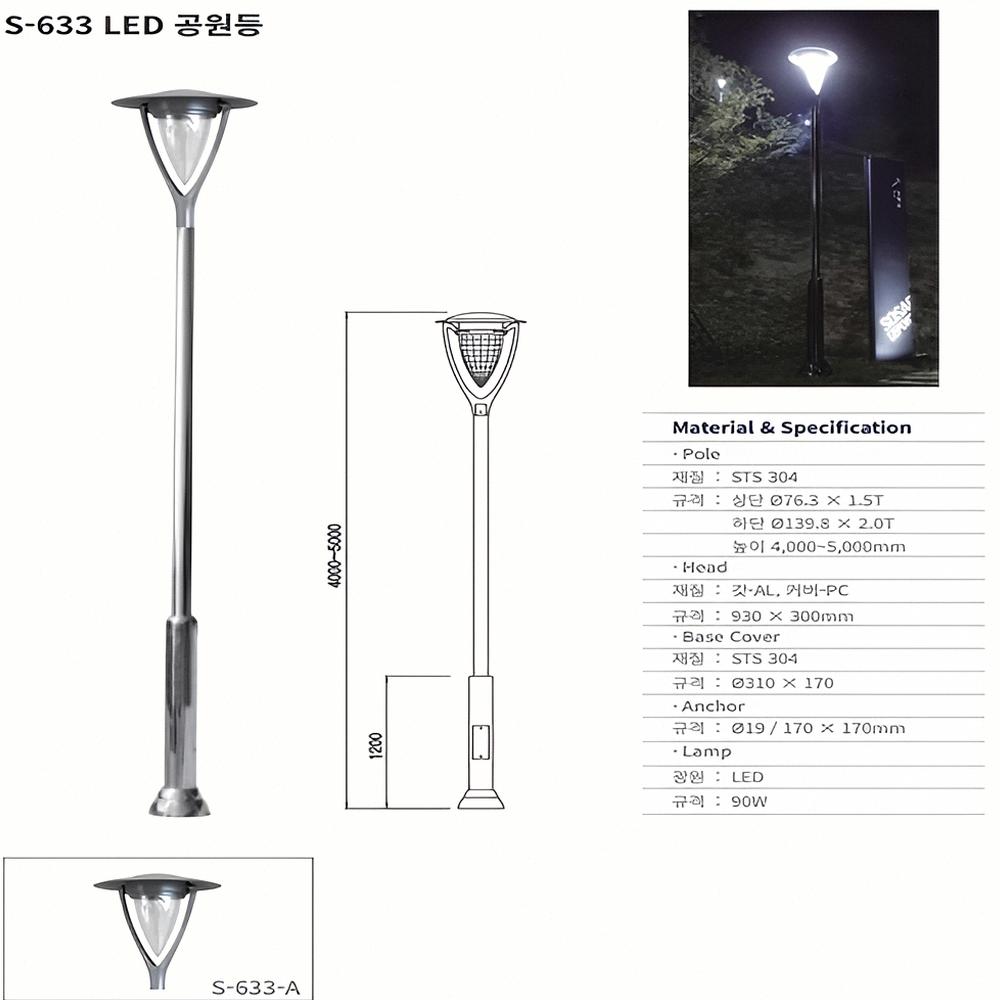 S-633 LED 공원등
4000~5000
1200
S-633-A
Material & Specification
· Pole
재질 : STS 304
규격 : 상단 Ø76.3 × 1.5T
하단 Ø139.8 × 2.0T
높이 4,000~5,000mm
· Head
재질 : 갓-AL, 커버-PC
규격 : 930 × 300mm
· Base Cover
재질 : STS 304
규격 : Ø310 × 170
· Anchor
규격 : Ø19 / 170 × 170mm
· Lamp
광원 : LED
규격 : 90W